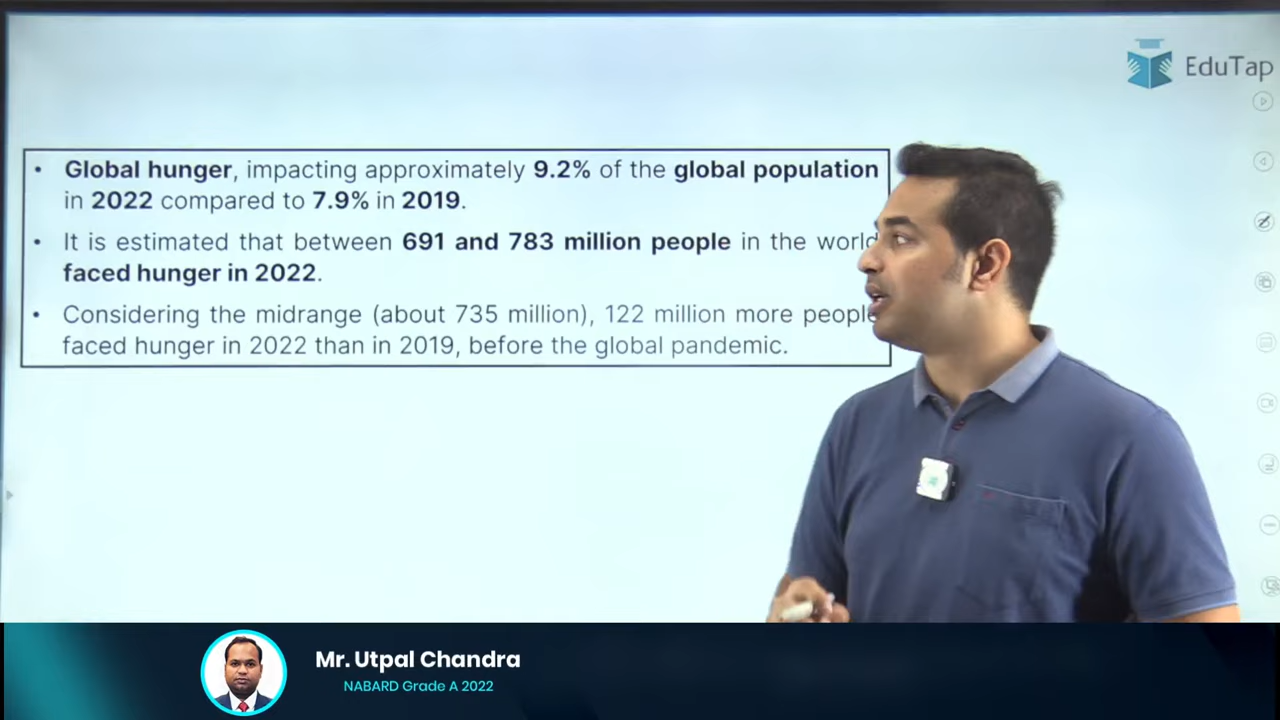 EduTap
• Global hunger, impacting approximately 9.2% of the global population
in 2022 compared to 7.9% in 2019.
• It is estimated that between 691 and 783 million people in the world
faced hunger in 2022.
• Considering the midrange (about 735 million), 122 million more people
faced hunger in 2022 than in 2019, before the global pandemic.
Mr. Utpal Chandra
NABARD Grade A 2022